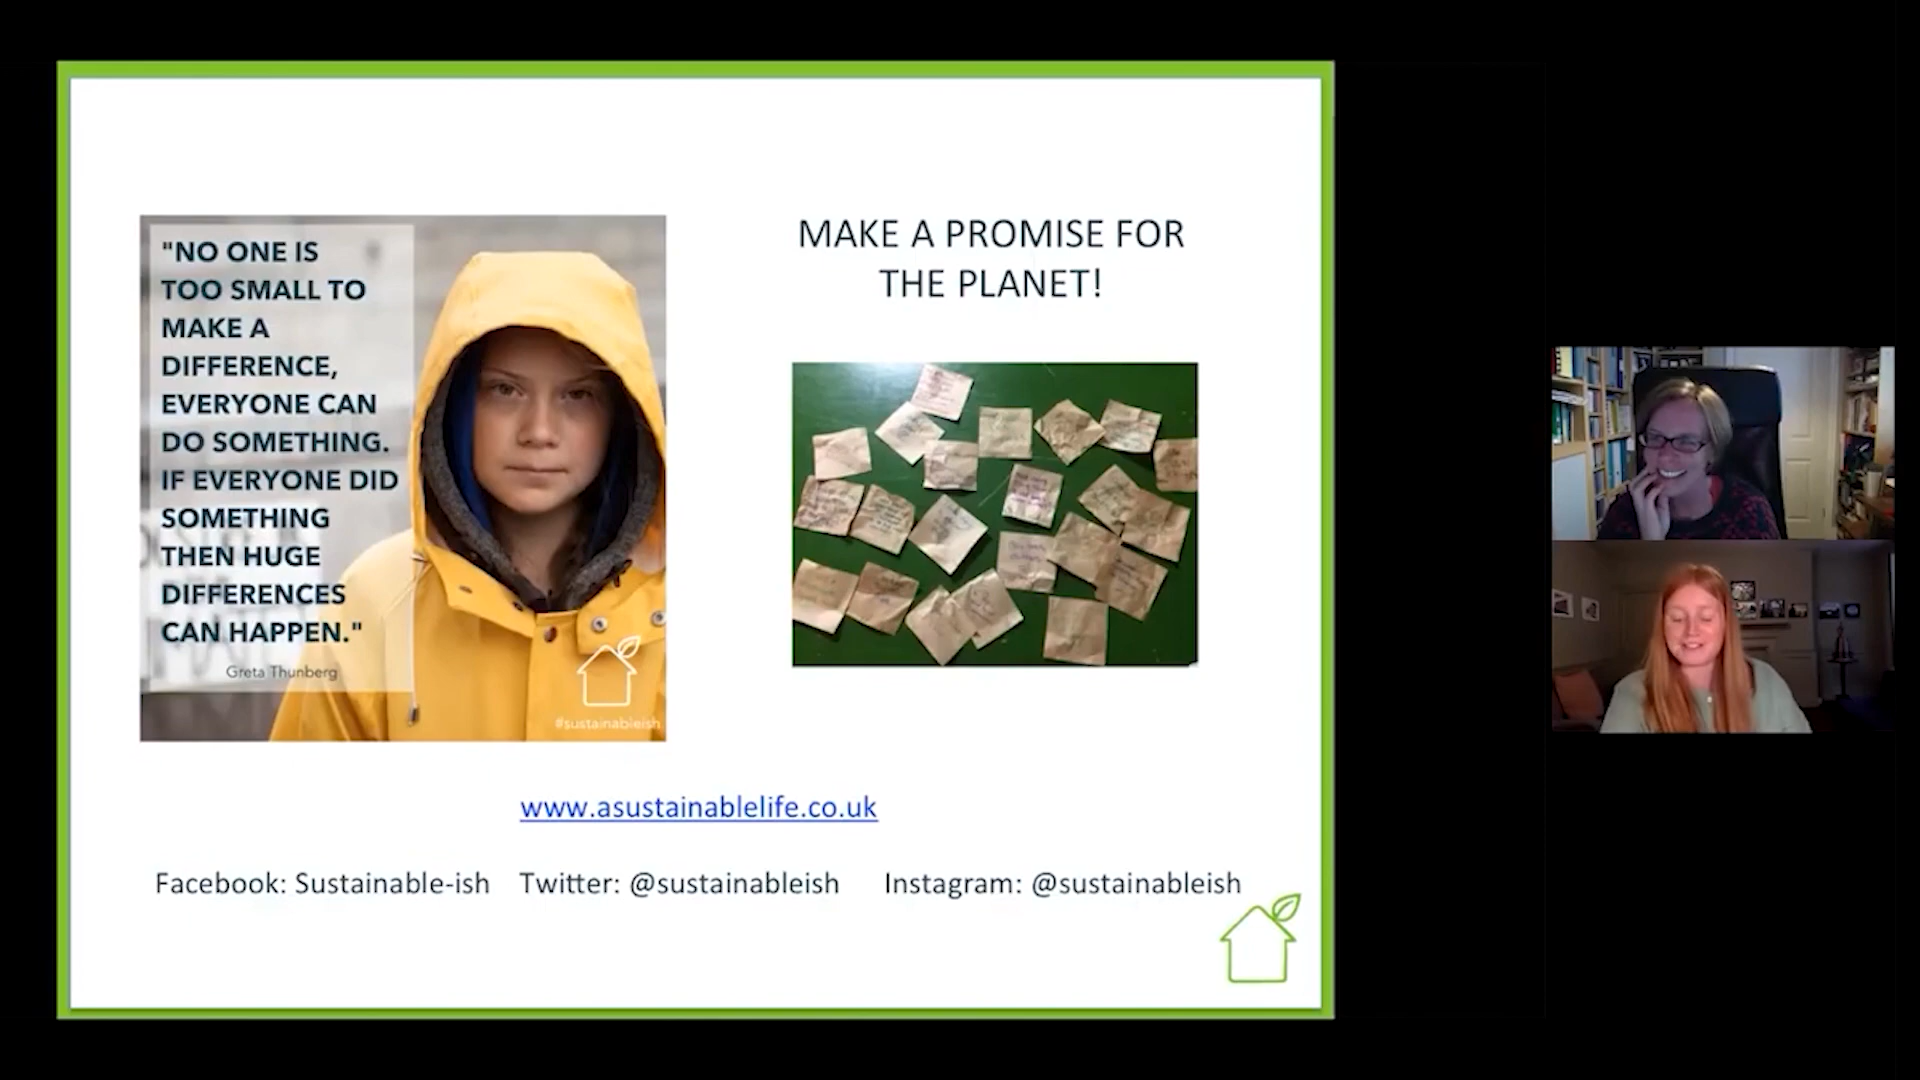 "NO ONE IS
TOO SMALL TO
MAKE A
DIFFERENCE,
EVERYONE CAN
DO SOMETHING.
IF EVERYONE DID
SOMETHING
THEN HUGE
DIFFERENCES
CAN HAPPEN."
Greta Thunberg
#sustainableish
MAKE A PROMISE FOR
THE PLANET!
www.asustainablelife.co.uk
Facebook: Sustainable-ish Twitter: @sustainableish Instagram: @sustainableish